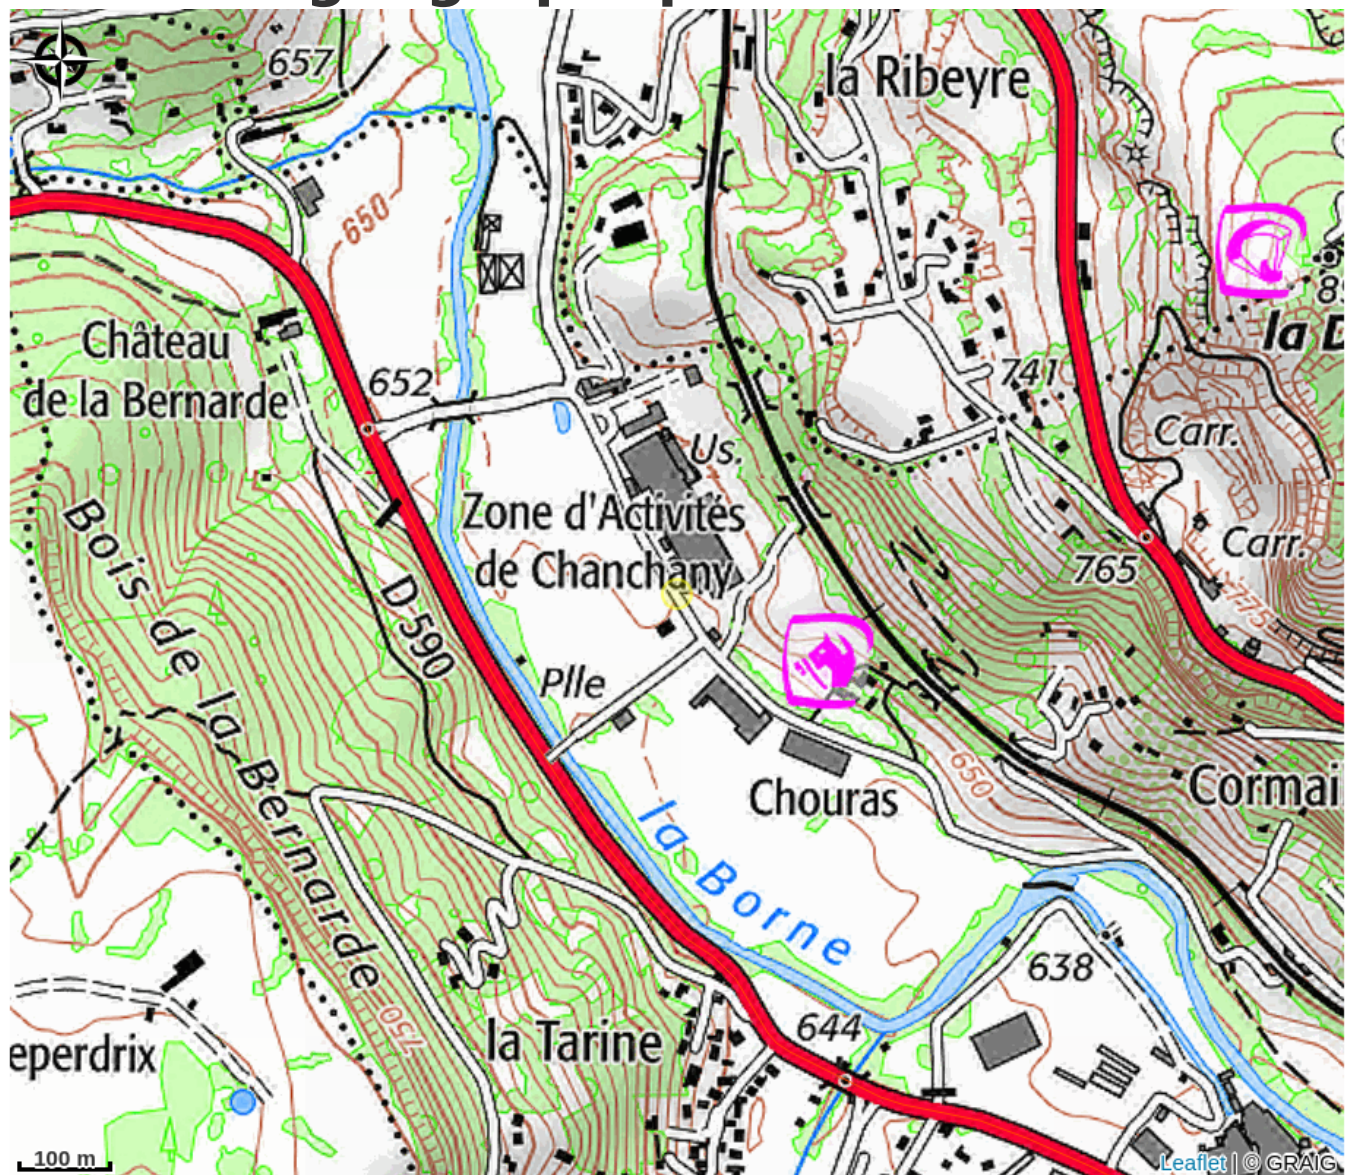 657
la Ribeyre
650
Château
de la Bernarde
652
741
la D
Carr.
Us.
Zone d'Activités
de Chanchany
Carr.
765
775
Bois de la Bernarde
D 590
Plle
650
Chouras
Cormai
la Borne
638
750
644
la Tarine
eperdrix
100 m
Leaflet | © GRAIG